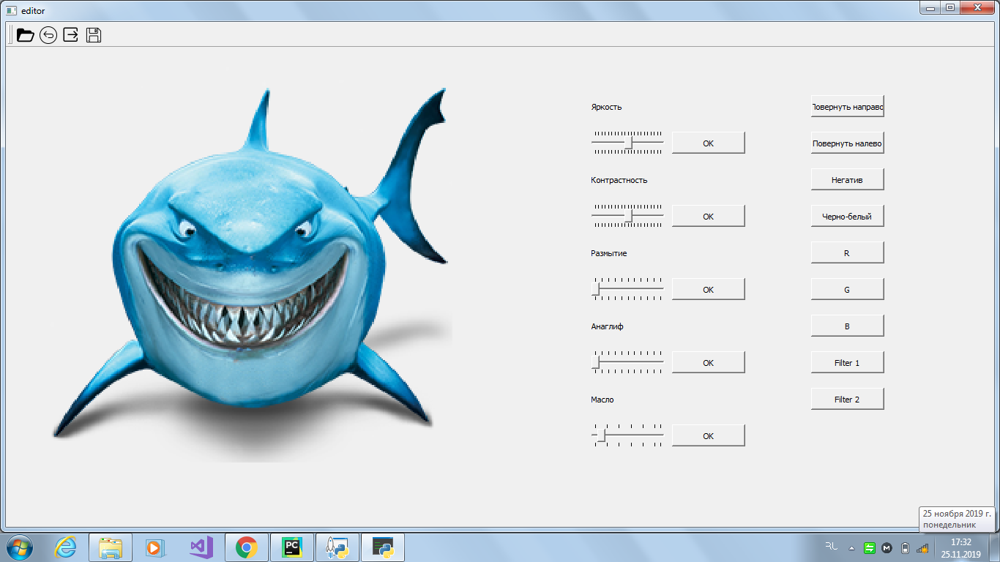 editor
Яркость
OK
Контрастность
OK
Размытие
OK
Анаглиф
OK
Масло
OK
Повернуть направо
Повернуть налево
Негатив
Черно-белый
R
G
B
Filter 1
Filter 2
25 ноября 2019 г.
понедельник
PC
M
17:32
25.11.2019